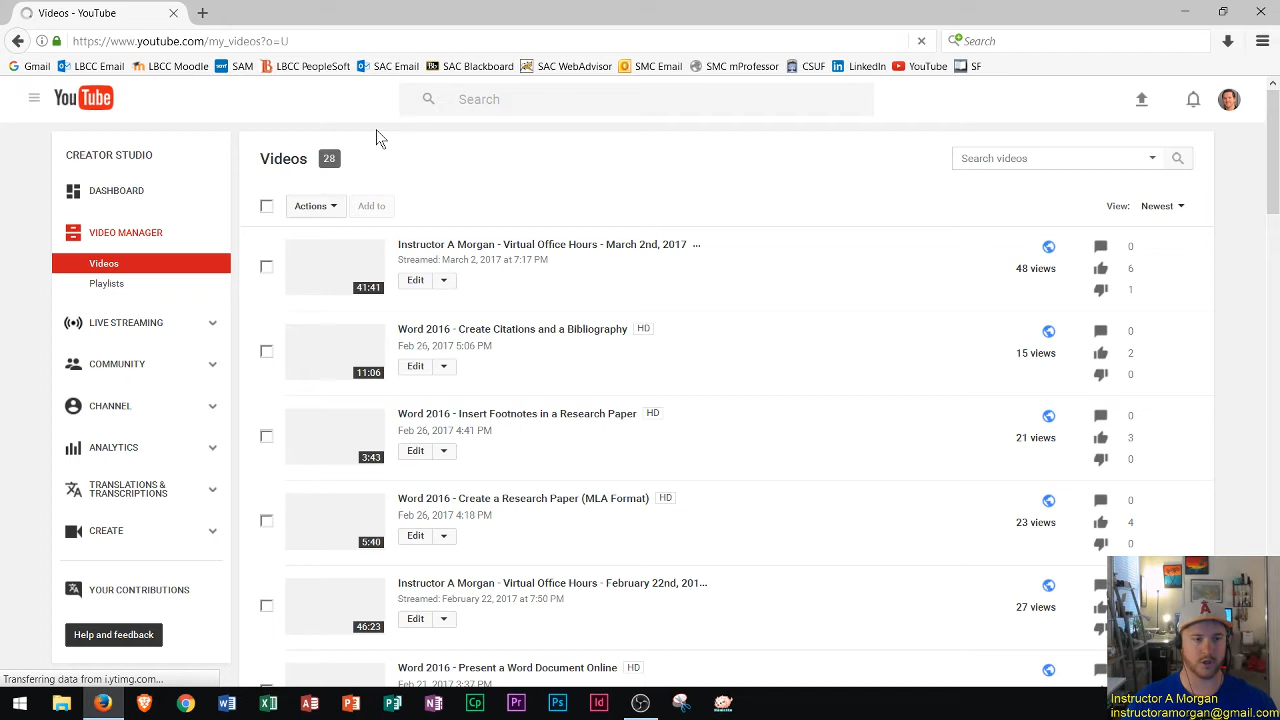 Videos - YouTube
https://www.youtube.com/my_videos?o=U
Search
Gmail LBCC Email LBCC Moodle SAM LBCC PeopleSoft SAC Email SAC Blackboard SAC WebAdvisor SMC Email SMC mProfessor CSUF LinkedIn YouTube SF
YouTube
Search
CREATOR STUDIO
DASHBOARD
VIDEO MANAGER
Videos
Playlists
LIVE STREAMING
COMMUNITY
CHANNEL
ANALYTICS
TRANSLATIONS &
TRANSCRIPTIONS
CREATE
YOUR CONTRIBUTIONS
Help and feedback
Videos 28
Search videos
Actions Add to
View: Newest
Instructor A Morgan - Virtual Office Hours - March 2nd, 2017 ...
Streamed: March 2, 2017 at 7:17 PM
Edit
41:41
48 views
0
6
1
Word 2016 - Create Citations and a Bibliography HD
Feb 26, 2017 5:06 PM
Edit
11:06
15 views
0
2
0
Word 2016 - Insert Footnotes in a Research Paper HD
Feb 26, 2017 4:41 PM
Edit
3:43
21 views
0
3
0
Word 2016 - Create a Research Paper (MLA Format) HD
Feb 26, 2017 4:18 PM
Edit
5:40
23 views
0
4
0
Instructor A Morgan - Virtual Office Hours - February 22nd, 201...
Streamed: February 22, 2017 at 7:50 PM
Edit
46:23
27 views
Word 2016 - Present a Word Document Online HD
Feb 21, 2017 3:37 PM
Transferring data from i.ytimg.com...
Instructor A Morgan
instructoramorgan@gmail.com